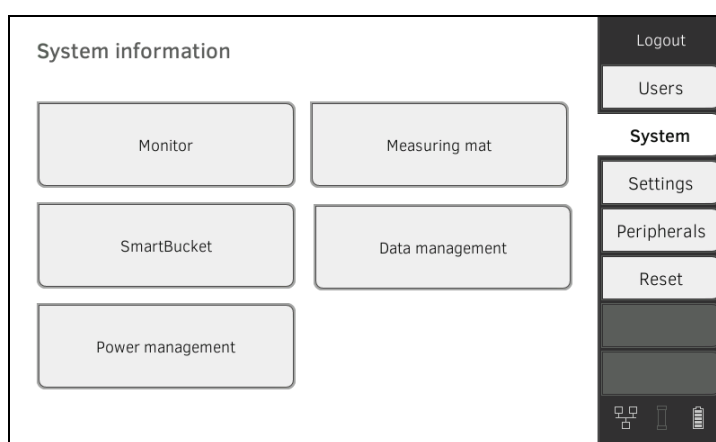 System information
Monitor
Measuring mat
SmartBucket
Data management
Power management
Logout
Users
System
Settings
Peripherals
Reset